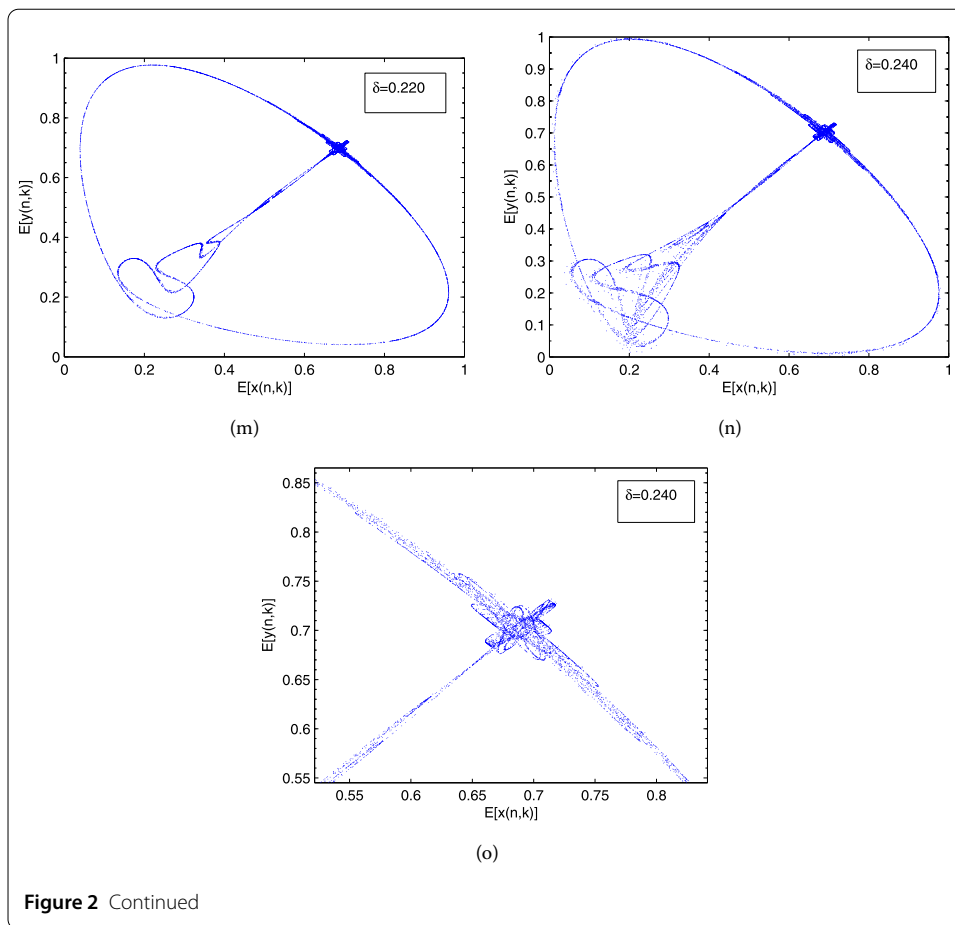 δ=0.220
E[y(n,k)]
1
0.8
0.6
0.4
0.2
0
0 0.2 0.4 0.6 0.8 1
E[x(n,k)]
(m)
δ=0.240
E[y(n,k)]
1
0.9
0.8
0.7
0.6
0.5
0.4
0.3
0.2
0.1
0
0 0.2 0.4 0.6 0.8 1
E[x(n,k)]
(n)
δ=0.240
E[y(n,k)]
0.85
0.8
0.75
0.7
0.65
0.6
0.55
0.55 0.6 0.65 0.7 0.75 0.8
E[x(n,k)]
(o)
Figure 2 Continued